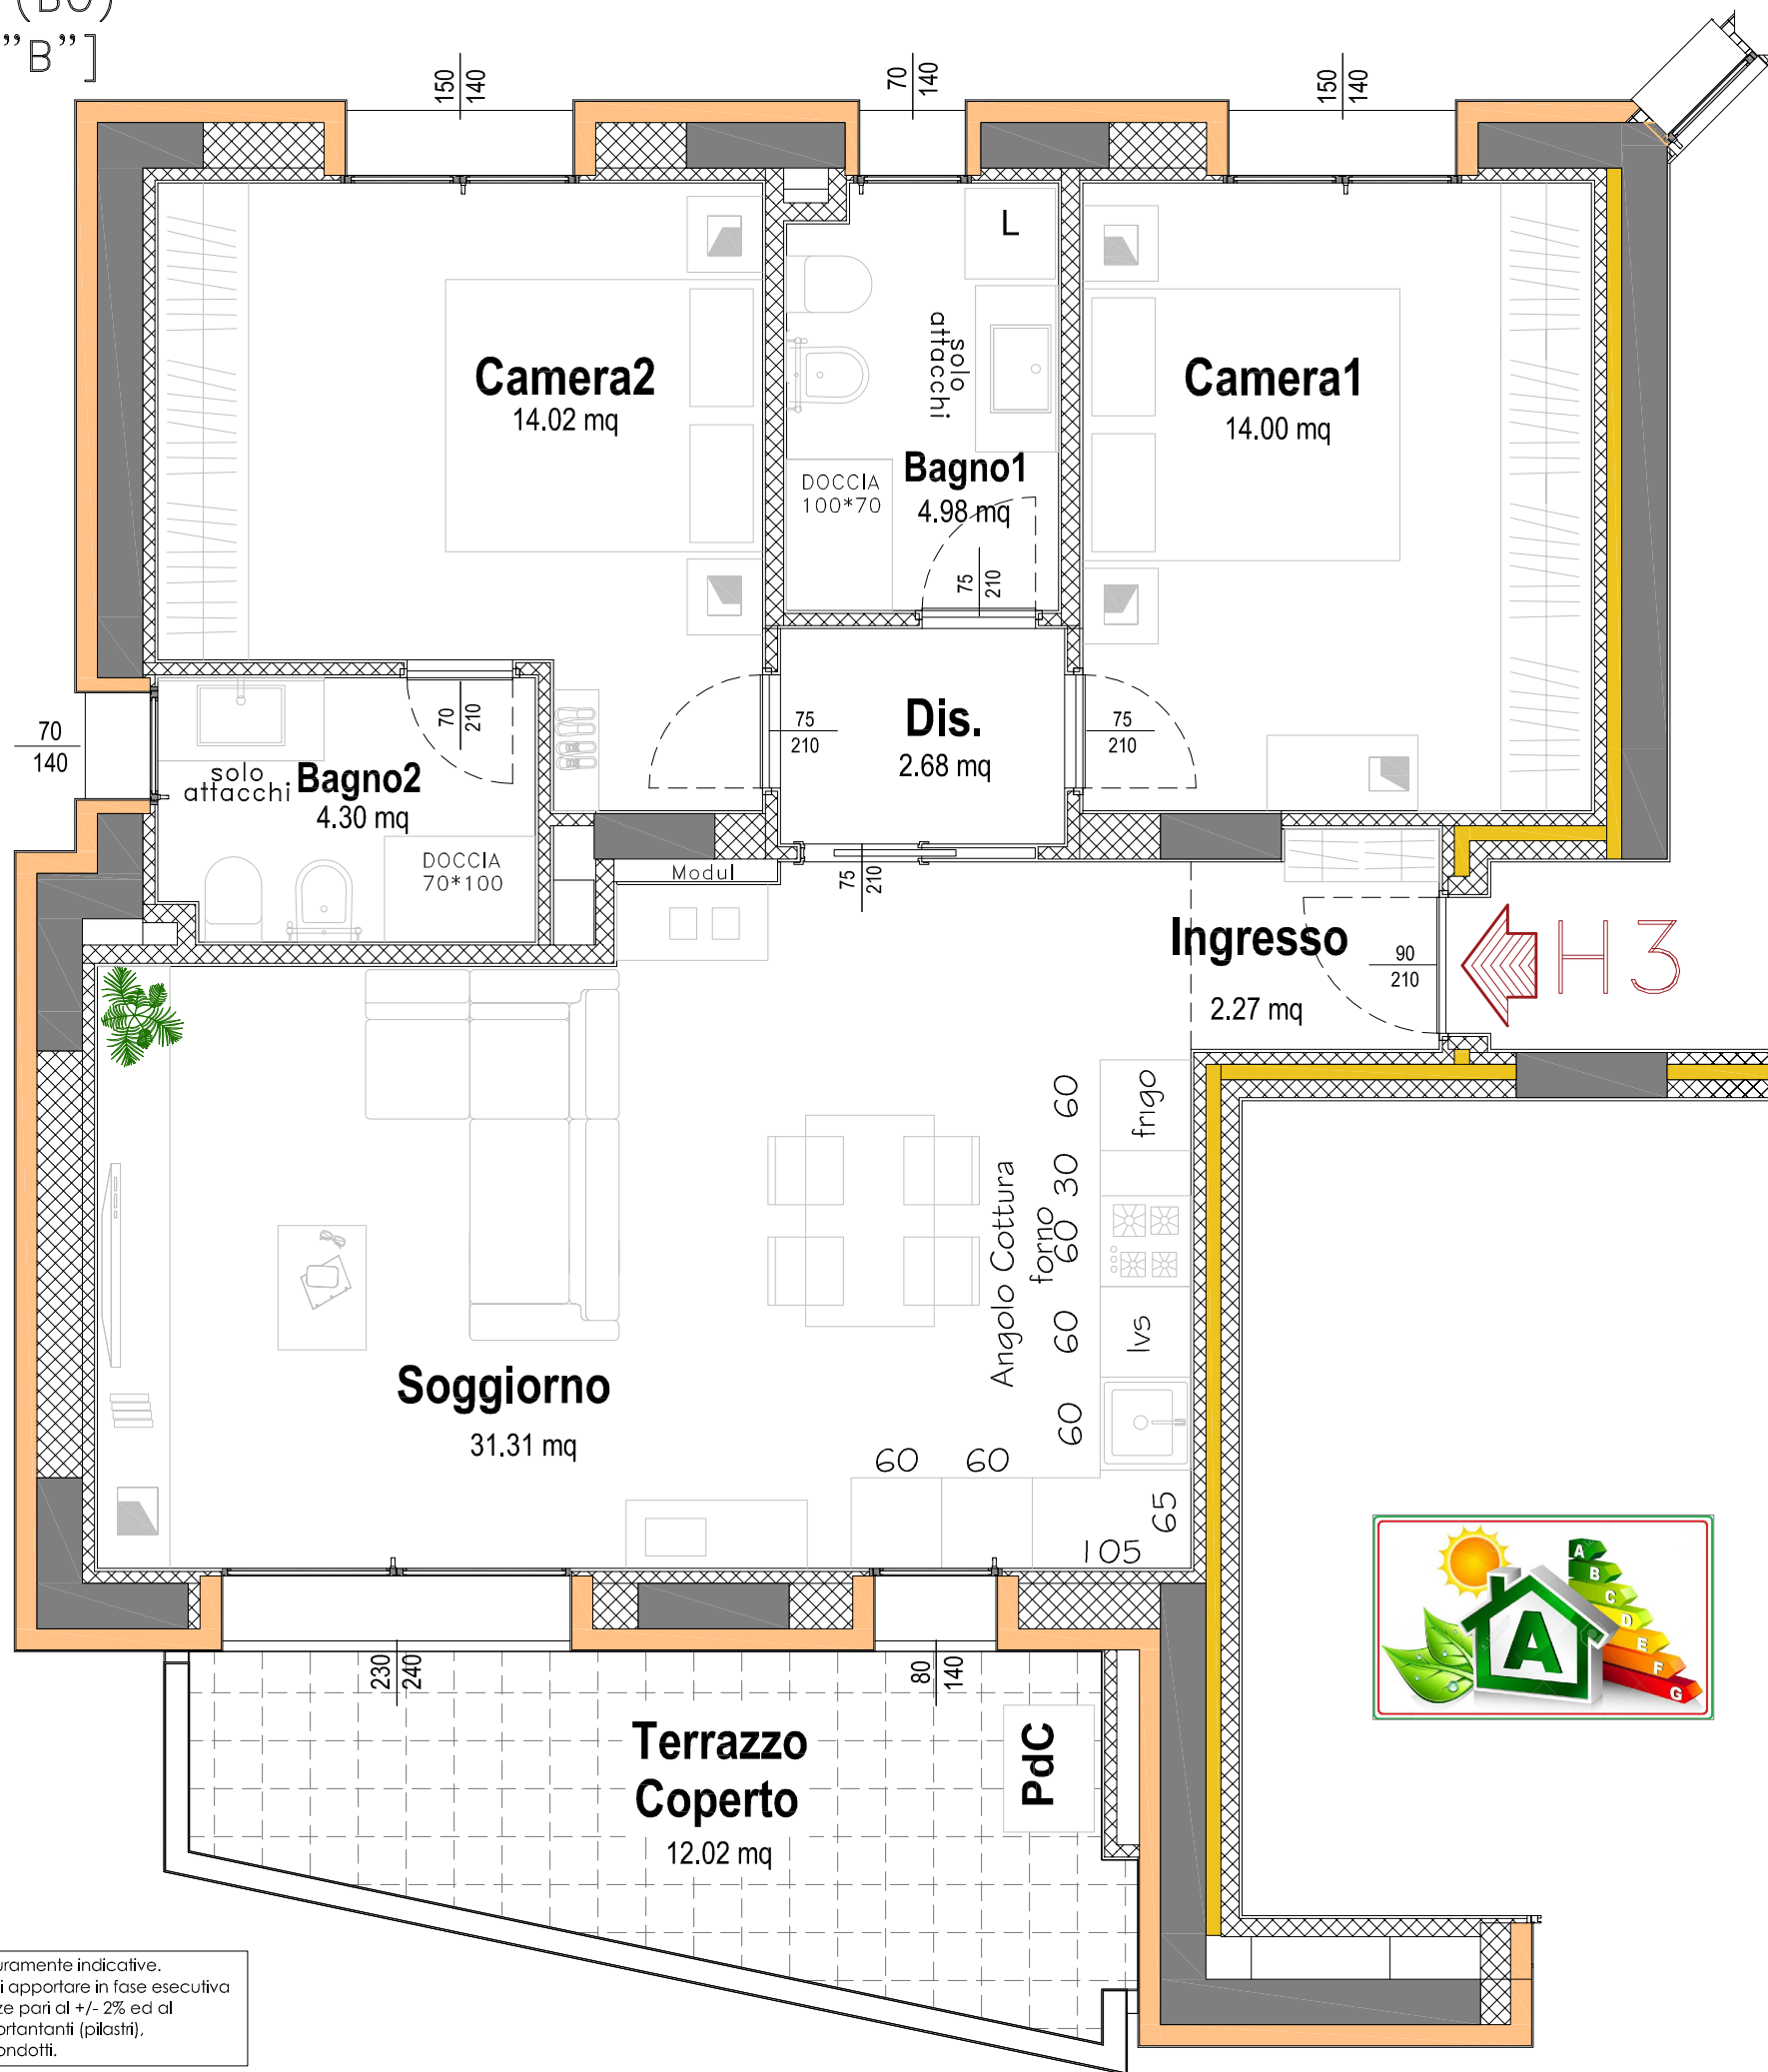 (BO)
"B"]
150
140
70
140
150
140
L
Camera2
14.02 mq
solo
attacchi
Camera1
14.00 mq
Bagno1
4.98 mq
DOCCIA
100*70
75
210
70
140
70
210
solo
attacchi
Bagno2
4.30 mq
75
210
Dis.
2.68 mq
75
210
DOCCIA
70*100
Modul
75
210
Ingresso
2.27 mq
90
210
H3
frigo
60
30
60
60
60
Angolo Cottura
forno
lvs
Soggiorno
31.31 mq
60
60
65
105
A
B
C
D
E
F
G
A
230
240
80
140
Terrazzo
Coperto
12.02 mq
PdC
indicative.
apportare in fase esecutiva
pari al +/- 2% ed al
(pilastri),